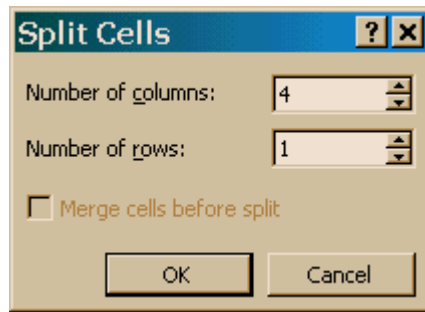 Split Cells
Number of columns: 4
Number of rows: 1
Merge cells before split
OK Cancel